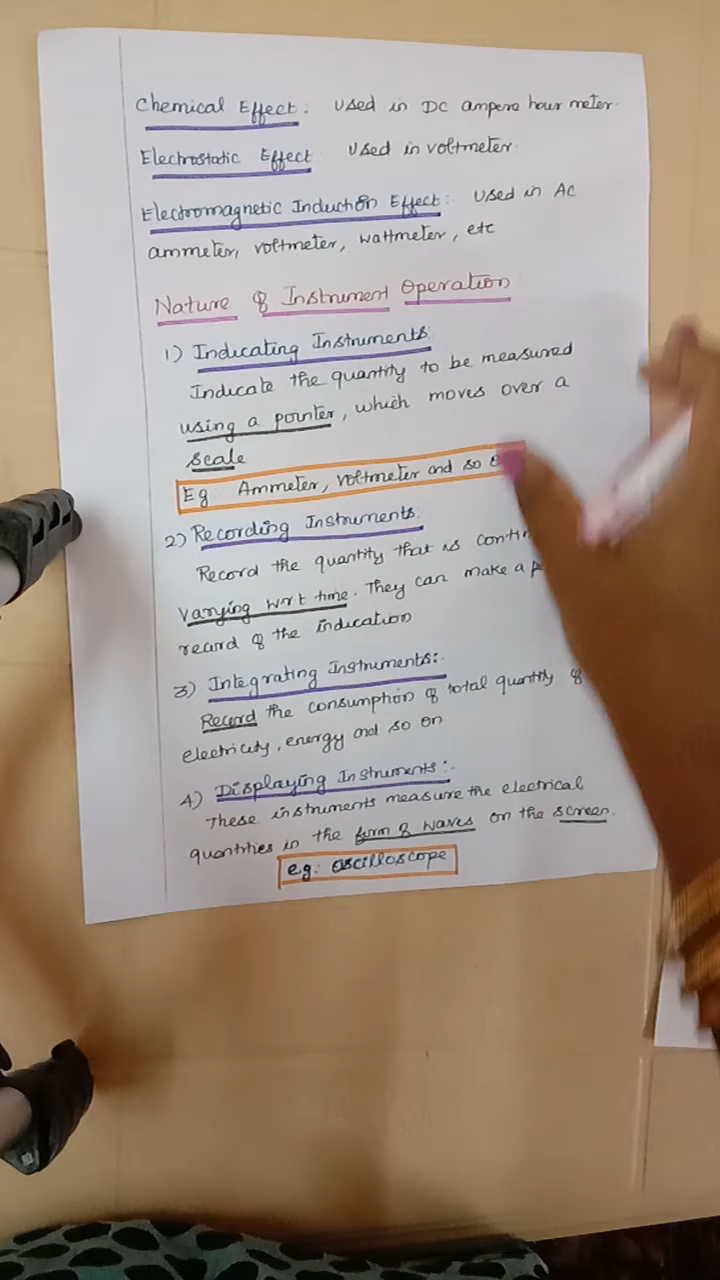 Chemical Effect: Used in DC ampere hour meter.
Electrostatic Effect: Used in voltmeter.
Electromagnetic Induction Effect: Used in AC
ammeter, voltmeter, wattmeter, etc
Nature of Instrument Operation
1) Indicating Instruments:
Indicate the quantity to be measured
using a pointer, which moves over a
scale
Eg Ammeter, voltmeter and so
2) Recording Instruments:
Record the quantity that is
varying wrt time. They can make a
record of the indication
3) Integrating Instruments:
Record the consumption of total quantity of
electricity, energy and so on
4) Displaying Instruments:-
These instruments measure the electrical
quantities in the form of waves on the screen.
e.g: oscilloscope